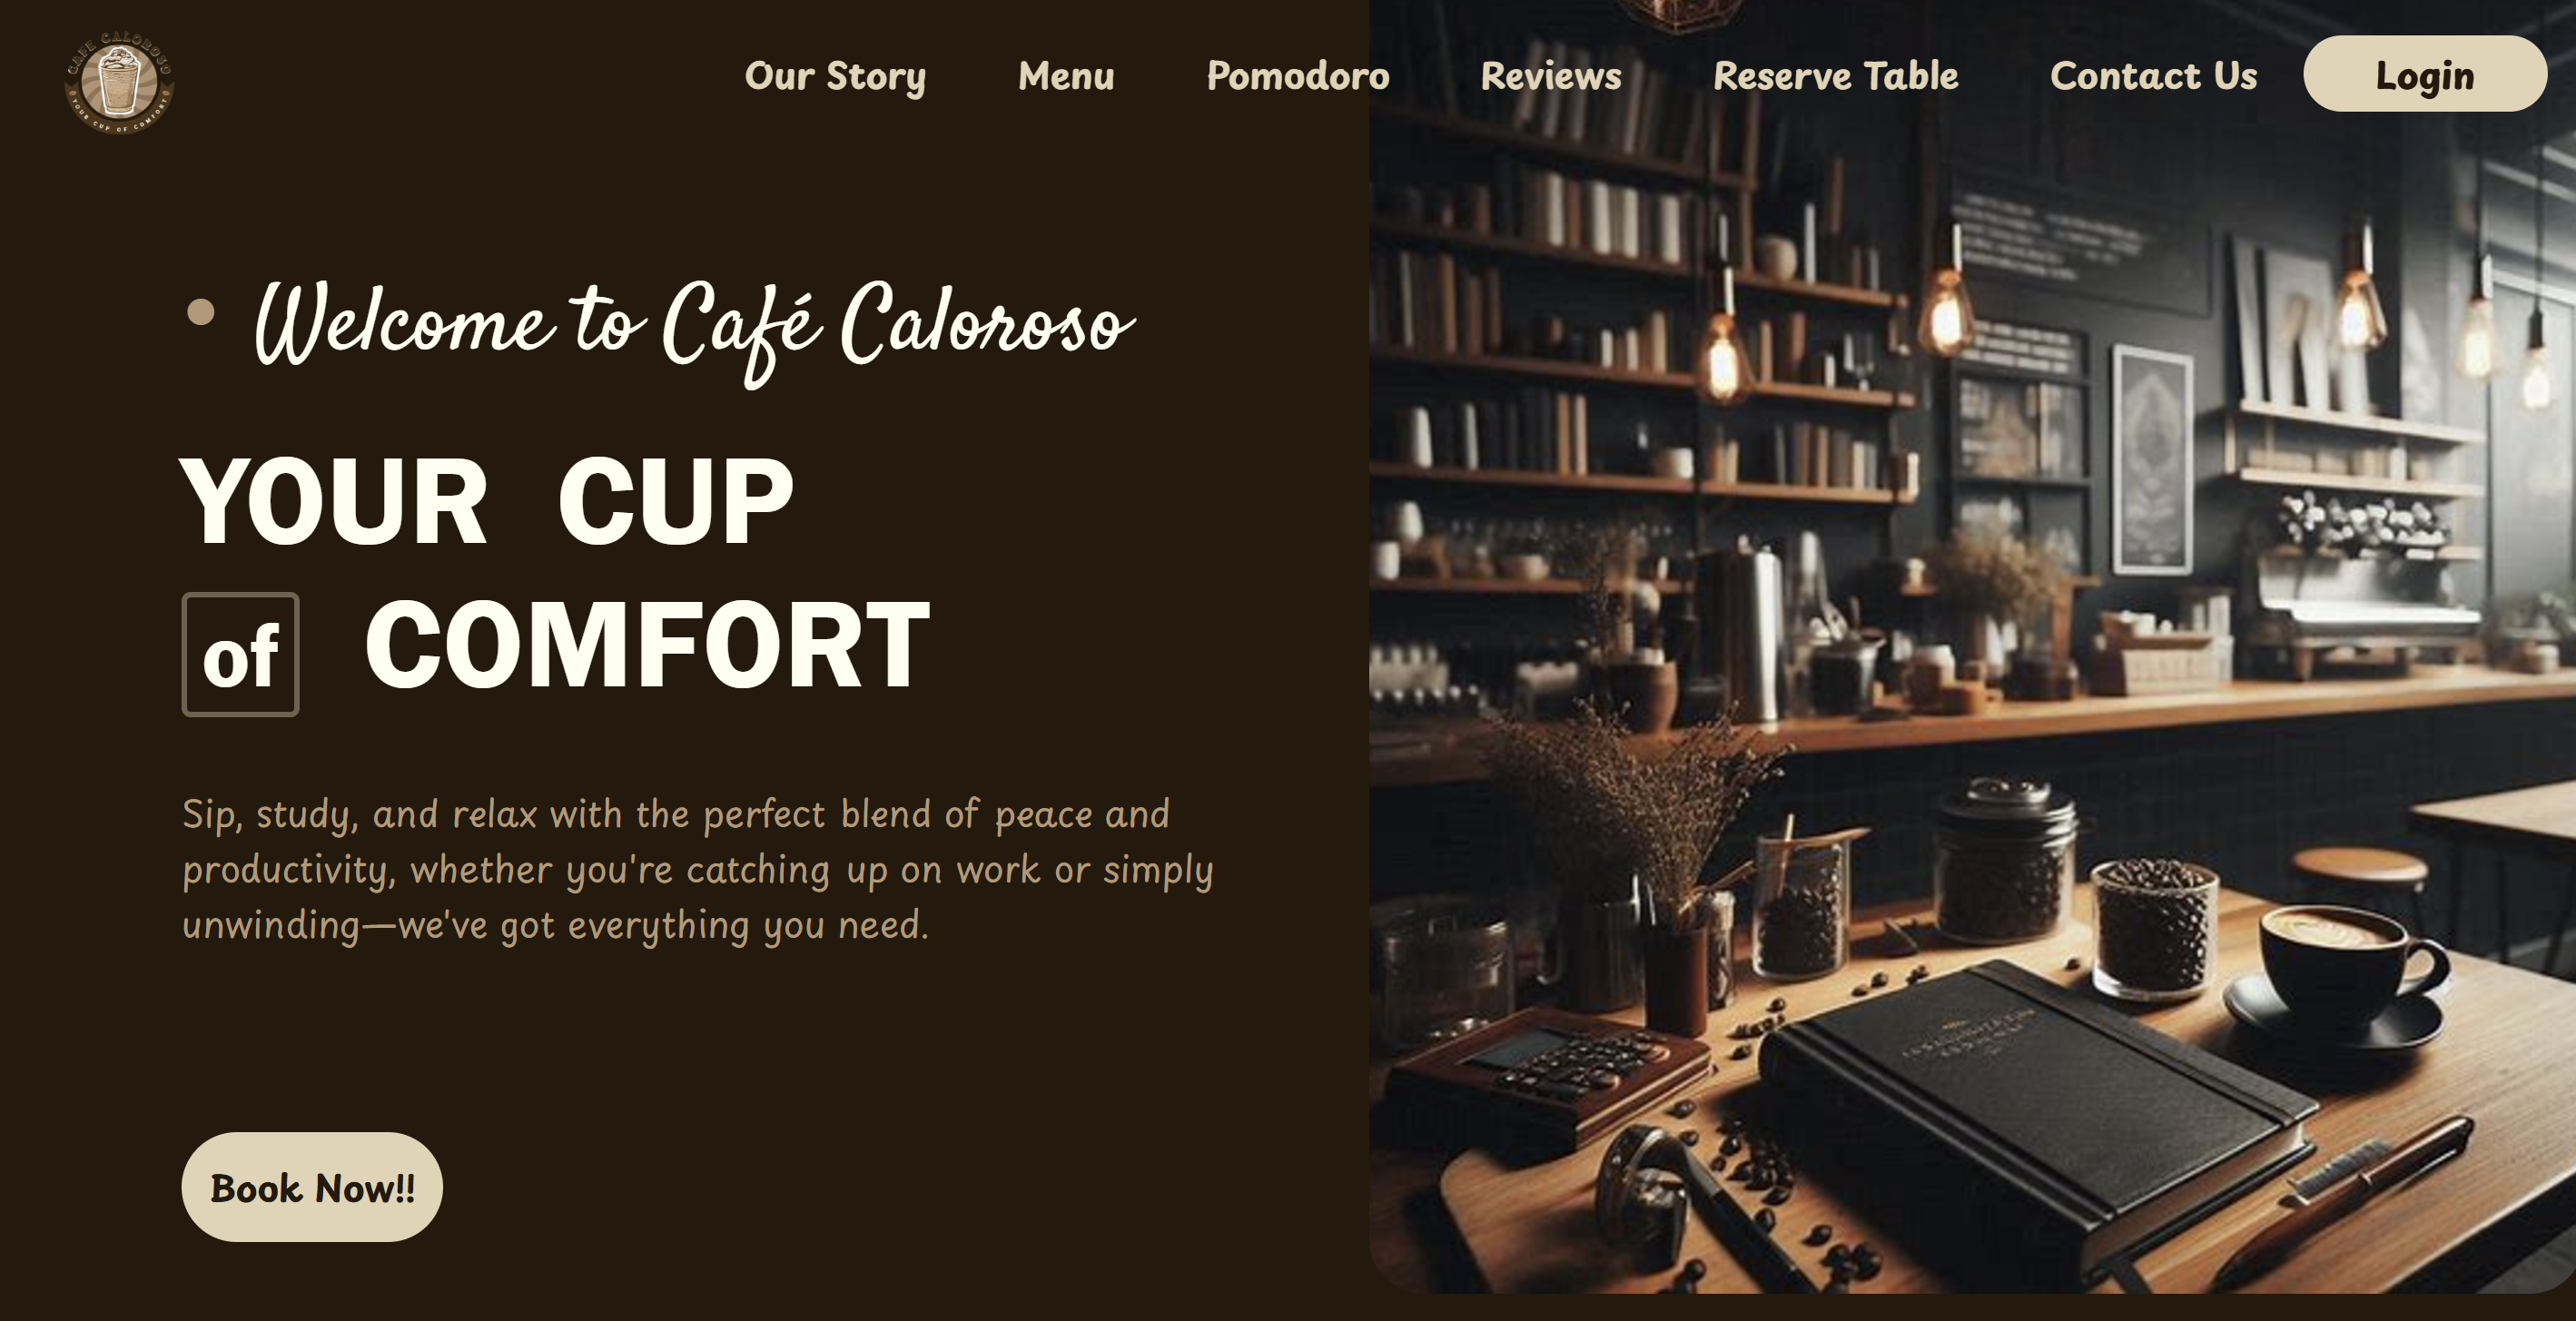 CAFE CALOROSO
YOUR CUP OF COMFORT
Our Story Menu Pomodoro Reviews Reserve Table Contact Us Login
Welcome to Café Caloroso
YOUR CUP
of COMFORT
Sip, study, and relax with the perfect blend of peace and
productivity, whether you're catching up on work or simply
unwinding—we've got everything you need.
Book Now!!